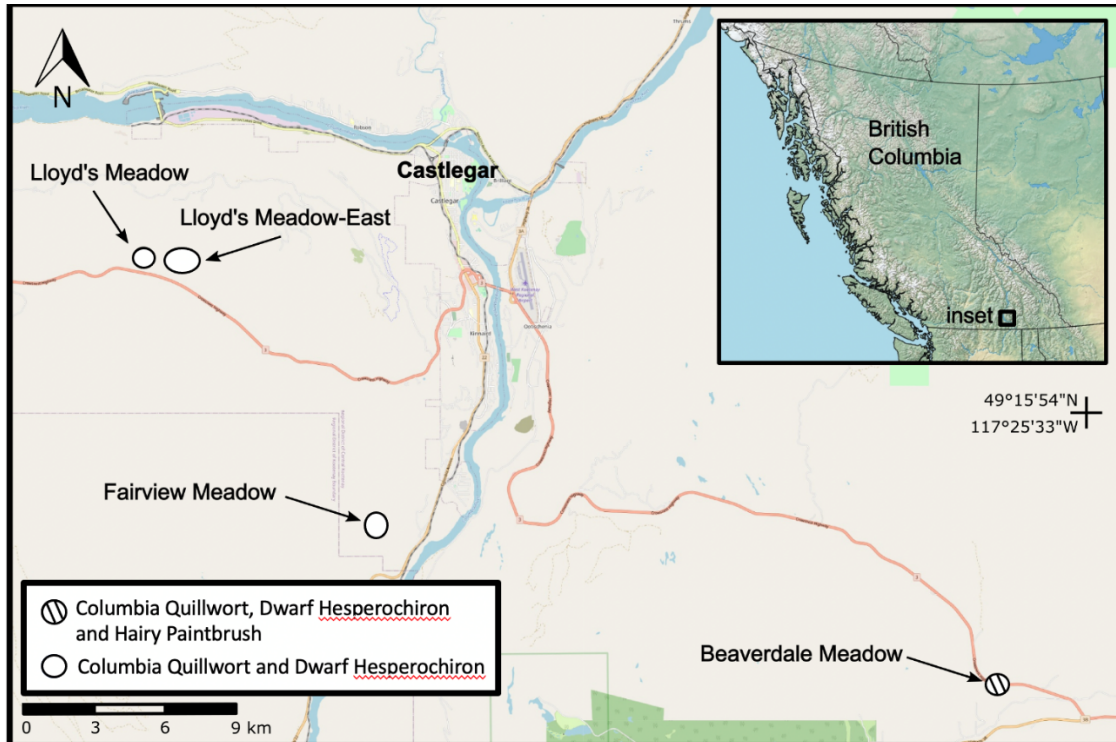 N
Lloyd's Meadow
Lloyd's Meadow-East
Castlegar
Castlegar
British
Columbia
inset
49°15'54"N
117°25'33"W
Fairview Meadow
Columbia Quillwort, Dwarf Hesperochiron
and Hairy Paintbrush
Columbia Quillwort and Dwarf Hesperochiron
Beaverdale Meadow
0 3 6 9 km